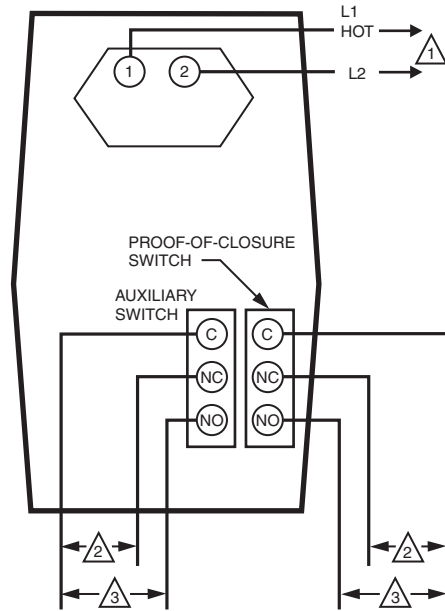 L1
HOT
1
1
2
L2
PROOF-OF-CLOSURE
SWITCH
AUXILIARY
SWITCH
C
C
NC
NC
NO
NO
2
2
3
3